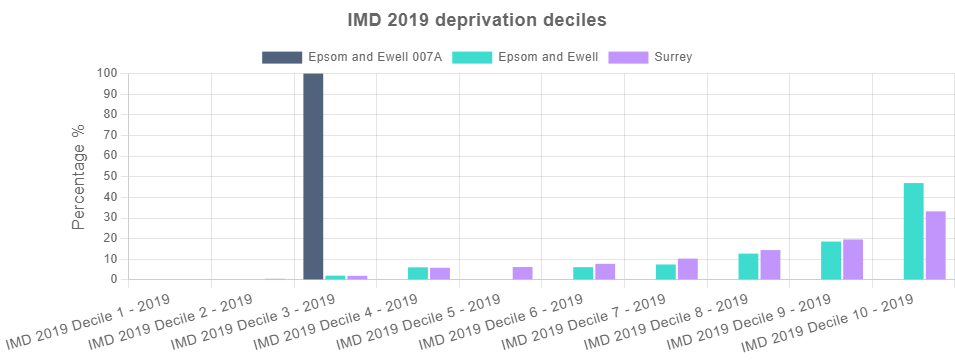 IMD 2019 deprivation deciles
Epsom and Ewell 007A Epsom and Ewell Surrey
Percentage %
100
90
80
70
60
50
40
30
20
10
0
IMD 2019 Decile 1 - 2019
IMD 2019 Decile 2 - 2019
IMD 2019 Decile 3 - 2019
IMD 2019 Decile 4 - 2019
IMD 2019 Decile 5 - 2019
IMD 2019 Decile 6 - 2019
IMD 2019 Decile 7 - 2019
IMD 2019 Decile 8 - 2019
IMD 2019 Decile 9 - 2019
IMD 2019 Decile 10 - 2019